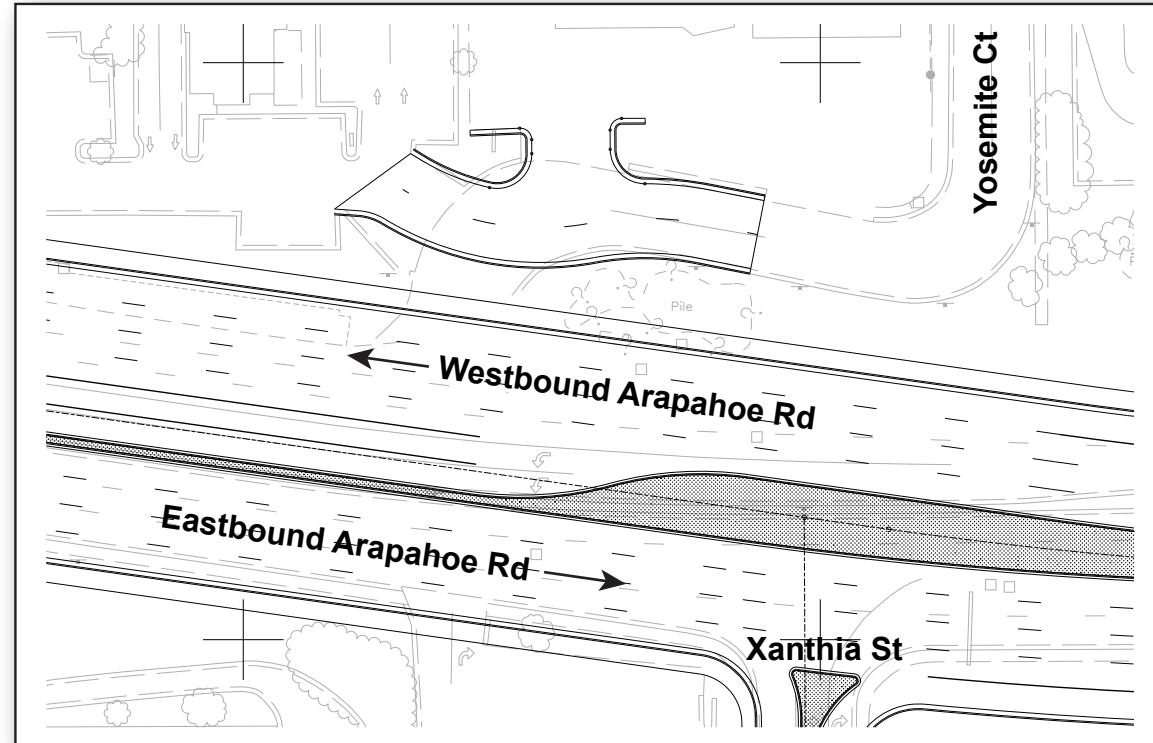 Yosemite Ct
Pile
Westbound Arapahoe Rd
Eastbound Arapahoe Rd
Xanthia St